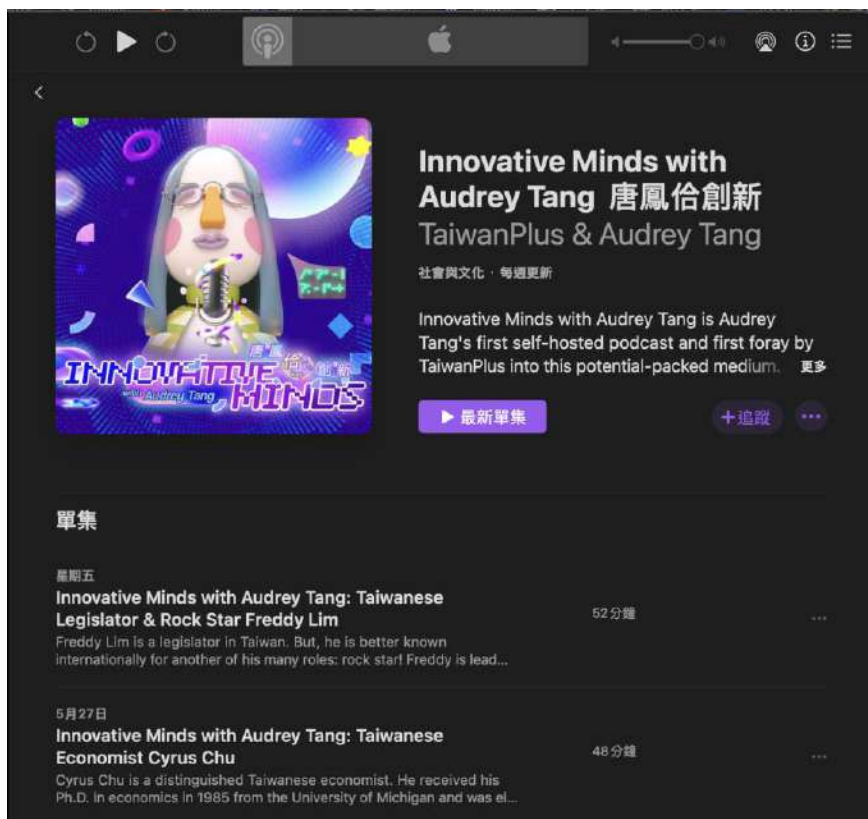 Innovative Minds with
Audrey Tang 唐鳳佮創新
TaiwanPlus & Audrey Tang
社會與文化 · 每週更新
Innovative Minds with Audrey Tang is Audrey
Tang's first self-hosted podcast and first foray by
TaiwanPlus into this potential-packed medium. 更多
▶ 最新單集
+追蹤
唐鳳佮創新
INNOVATIVE
with Audrey Tang
MINDS
單集
星期五
Innovative Minds with Audrey Tang: Taiwanese
Legislator & Rock Star Freddy Lim
52 分鐘
Freddy Lim is a legislator in Taiwan. But, he is better known
internationally for another of his many roles: rock star! Freddy is lead...
5月27日
Innovative Minds with Audrey Tang: Taiwanese
Economist Cyrus Chu
48 分鐘
Cyrus Chu is a distinguished Taiwanese economist. He received his
Ph.D. in economics in 1985 from the University of Michigan and was el...